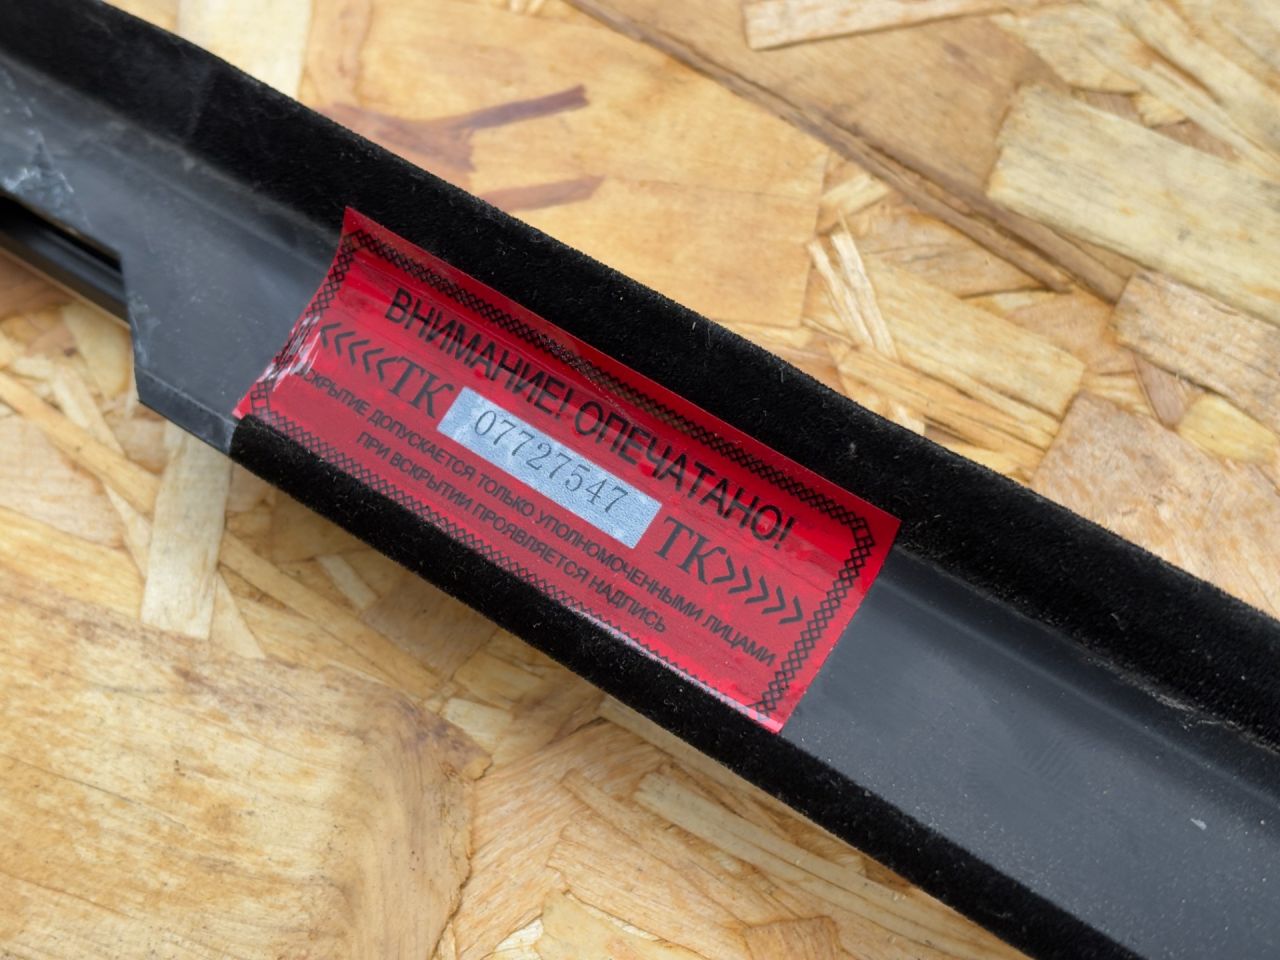 ВНИМАНИЕ! ОПЕЧАТАНО!
<<<<<ТК 07727547 ТК>>>>>
ВСКРЫТИЕ ДОПУСКАЕТСЯ ТОЛЬКО УПОЛНОМОЧЕННЫМИ ЛИЦАМИ
ПРИ ВСКРЫТИИ ПРОЯВЛЯЕТСЯ НАДПИСЬ